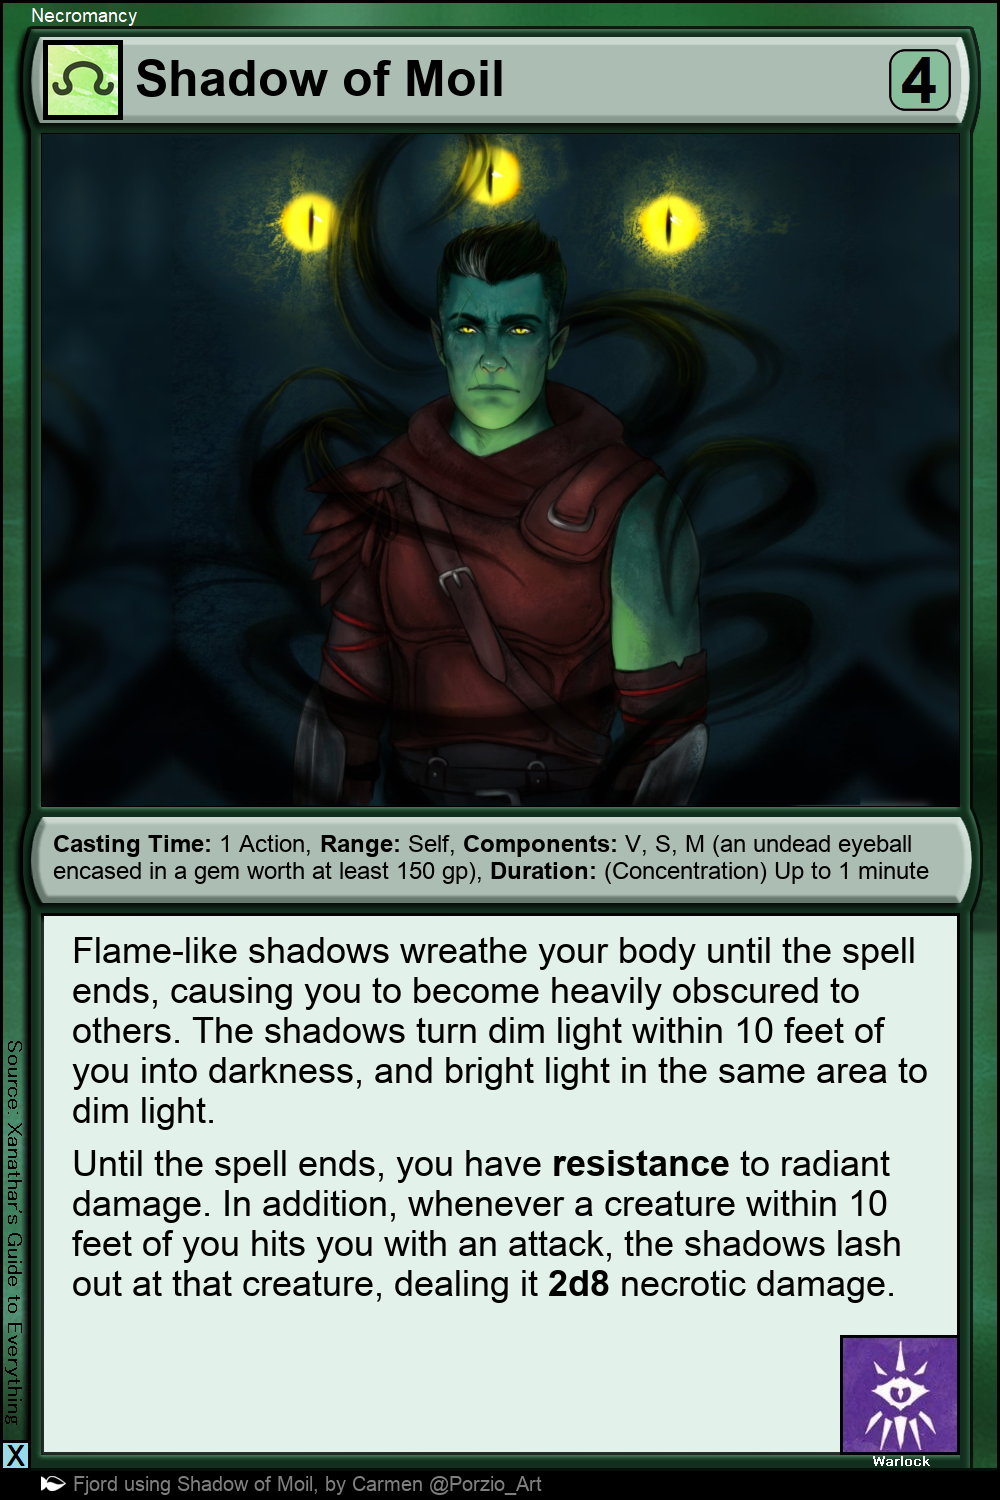 Necromancy
Shadow of Moil
4
Casting Time: 1 Action, Range: Self, Components: V, S, M (an undead eyeball
encased in a gem worth at least 150 gp), Duration: (Concentration) Up to 1 minute
Flame-like shadows wreathe your body until the spell
ends, causing you to become heavily obscured to
others. The shadows turn dim light within 10 feet of
you into darkness, and bright light in the same area to
dim light.
Until the spell ends, you have resistance to radiant
damage. In addition, whenever a creature within 10
feet of you hits you with an attack, the shadows lash
out at that creature, dealing it 2d8 necrotic damage.
Source: Xanathar's Guide to Everything
X
Warlock
Fjord using Shadow of Moil, by Carmen @Porzio_Art